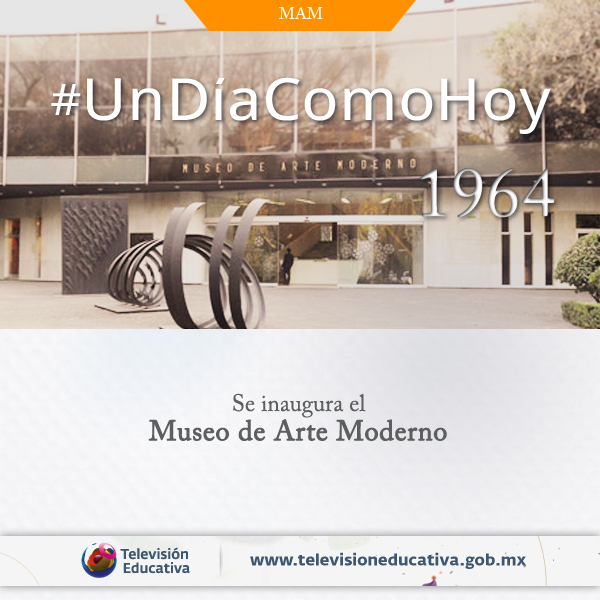 MAM
#UnDíaComoHoy
MUSEO DE ARTE MODERNO
1964
Se inaugura el
Museo de Arte Moderno
Televisión
Educativa
www.televisioneducativa.gob.mx